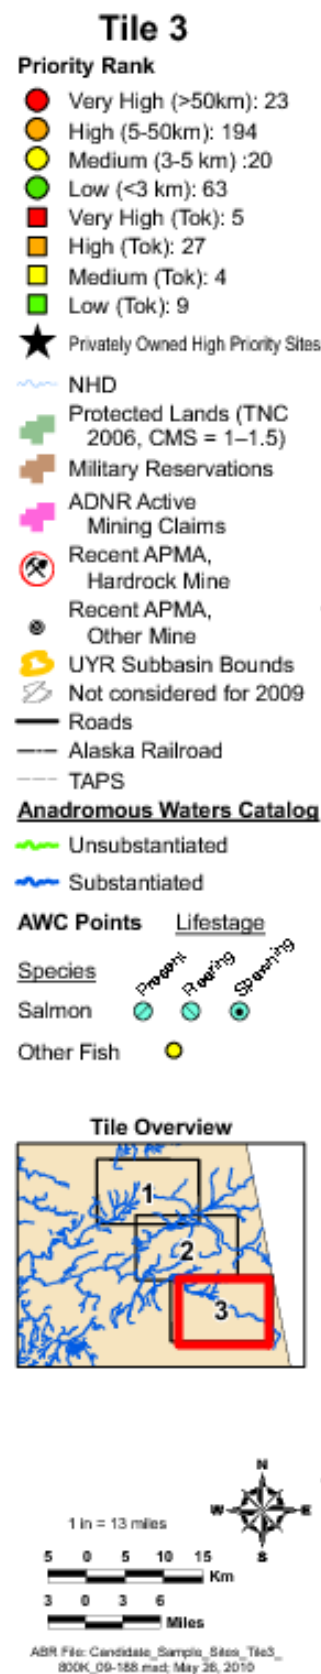 Tile 3
Priority Rank
Very High (>50km): 23
High (5-50km): 194
Medium (3-5 km) :20
Low (<3 km): 63
Very High (Tok): 5
High (Tok): 27
Medium (Tok): 4
Low (Tok): 9
Privately Owned High Priority Sites
NHD
Protected Lands (TNC
2006, CMS = 1–1.5)
Military Reservations
ADNR Active
Mining Claims
Recent APMA,
Hardrock Mine
Recent APMA,
Other Mine
UYR Subbasin Bounds
Not considered for 2009
Roads
Alaska Railroad
TAPS
Anadromous Waters Catalog
Unsubstantiated
Substantiated
AWC Points Lifestage
Species Present Rearing Spawning
Salmon
Other Fish
Tile Overview
1
2
3
N
W E
S
1 in = 13 miles
5 0 5 10 15
Km
3 0 3 6
Miles
ABR File: Candidate_Sample_Sites_Tile3_
800K_09-188.mxd; May 26, 2010